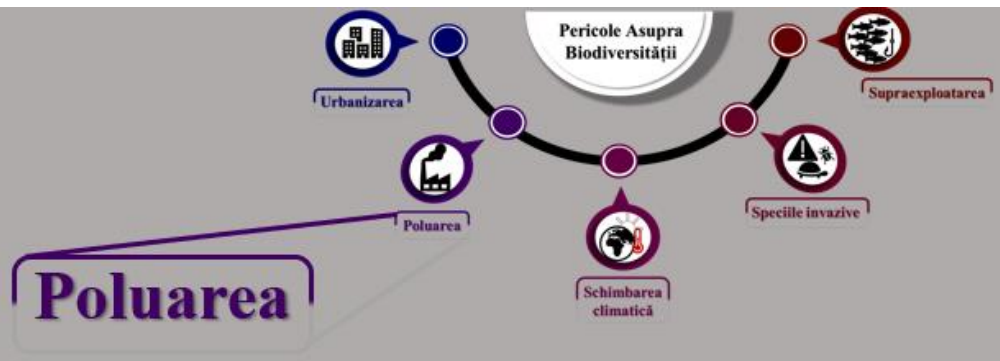 Pericole Asupra
Biodiversității
Urbanizarea
Supraexploatarea
Poluarea
Speciile invazive
Schimbarea
climatică
Poluarea